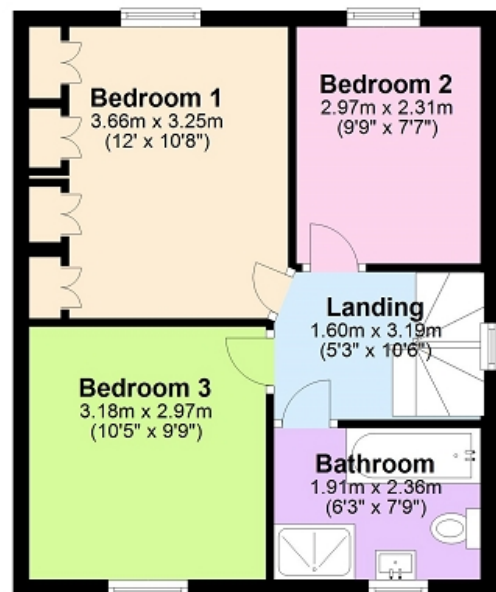 Bedroom 1
3.66m x 3.25m
(12' x 10'8")
Bedroom 2
2.97m x 2.31m
(9'9" x 7'7")
Landing
1.60m x 3.19m
(5'3" x 10'6")
Bedroom 3
3.18m x 2.97m
(10'5" x 9'9")
Bathroom
1.91m x 2.36m
(6'3" x 7'9")